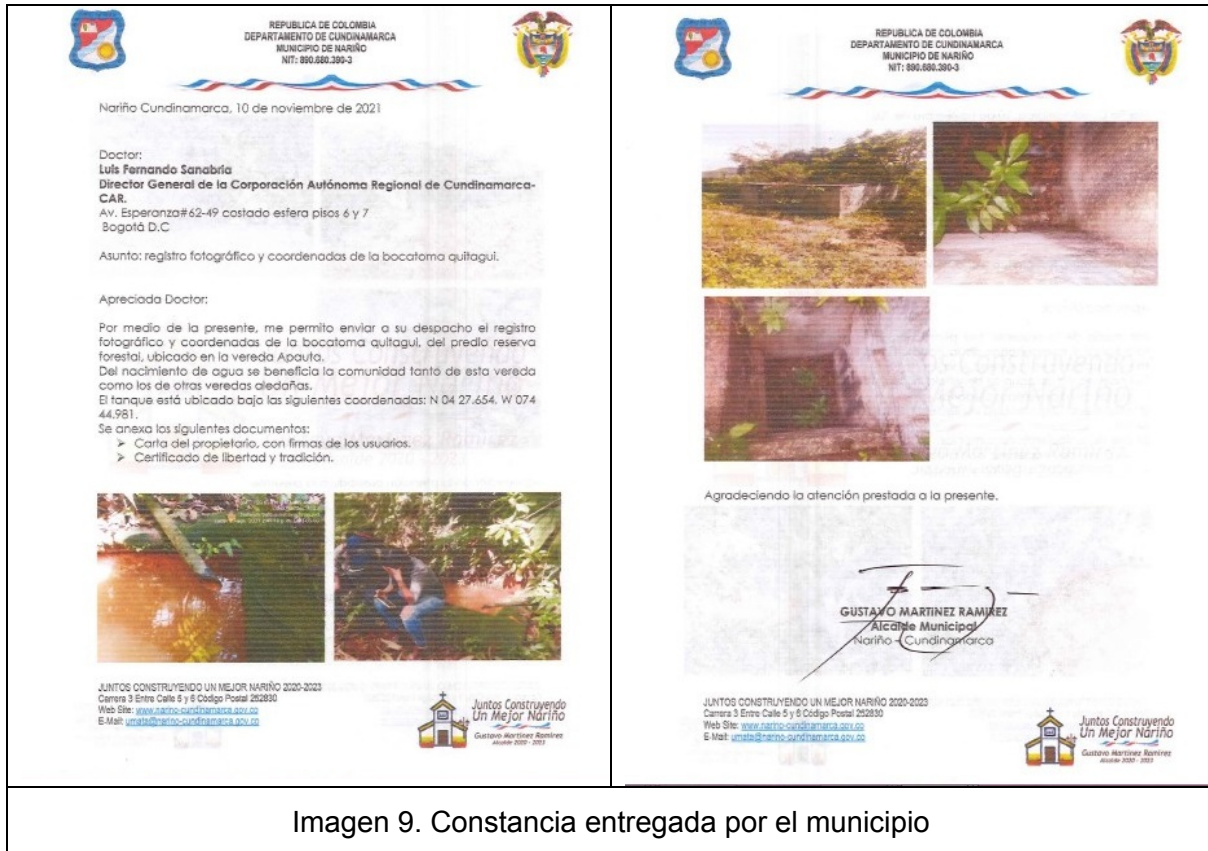 REPUBLICA DE COLOMBIA
DEPARTAMENTO DE CUNDINAMARCA
MUNICIPIO DE NARIÑO
NIT: 890.680.390-3
Nariño Cundinamarca, 10 de noviembre de 2021
Doctor:
Luis Fernando Sanabria
Director General de la Corporación Autónoma Regional de Cundinamarca-
CAR.
Av. Esperanza#62-49 costado esfera pisos 6 y 7
Bogotá D.C
Asunto: registro fotográfico y coordenadas de la bocatoma quitagui.
Apreciada Doctor:
Por medio de la presente, me permito enviar a su despacho el registro
fotográfico y coordenadas de la bocatoma quitagui, del predio reserva
forestal, ubicado en la vereda Apauta.
Del nacimiento de agua se beneficia la comunidad tanto de esta vereda
como los de otras veredas aledañas.
El tanque está ubicado bajo las siguientes coordenadas: N 04 27.654. W 074
44.981.
Se anexa los siguientes documentos:
➢ Carta del propietario, con firmas de los usuarios.
➢ Certificado de libertad y tradición.
JUNTOS CONSTRUYENDO UN MEJOR NARIÑO 2020-2023
Carrera 3 Entre Calle 5 y 6 Código Postal 252830
Web Site: www.narino-cundinamarca.gov.co
E-Mail: umata@narino-cundinamarca.gov.co
Juntos Construyendo
Un Mejor Nariño
Gustavo Martinez Ramirez
Alcalde 2020 - 2023
REPUBLICA DE COLOMBIA
DEPARTAMENTO DE CUNDINAMARCA
MUNICIPIO DE NARIÑO
NIT: 890.680.390-3
Agradeciendo la atención prestada a la presente.
GUSTAVO MARTINEZ RAMIREZ
Alcalde Municipal
Nariño - Cundinamarca
JUNTOS CONSTRUYENDO UN MEJOR NARIÑO 2020-2023
Carrera 3 Entre Calle 5 y 6 Código Postal 252830
Web Site: www.narino-cundinamarca.gov.co
E-Mail: umata@narino-cundinamarca.gov.co
Juntos Construyendo
Un Mejor Nariño
Gustavo Martinez Ramirez
Alcalde 2020 - 2023
Imagen 9. Constancia entregada por el municipio